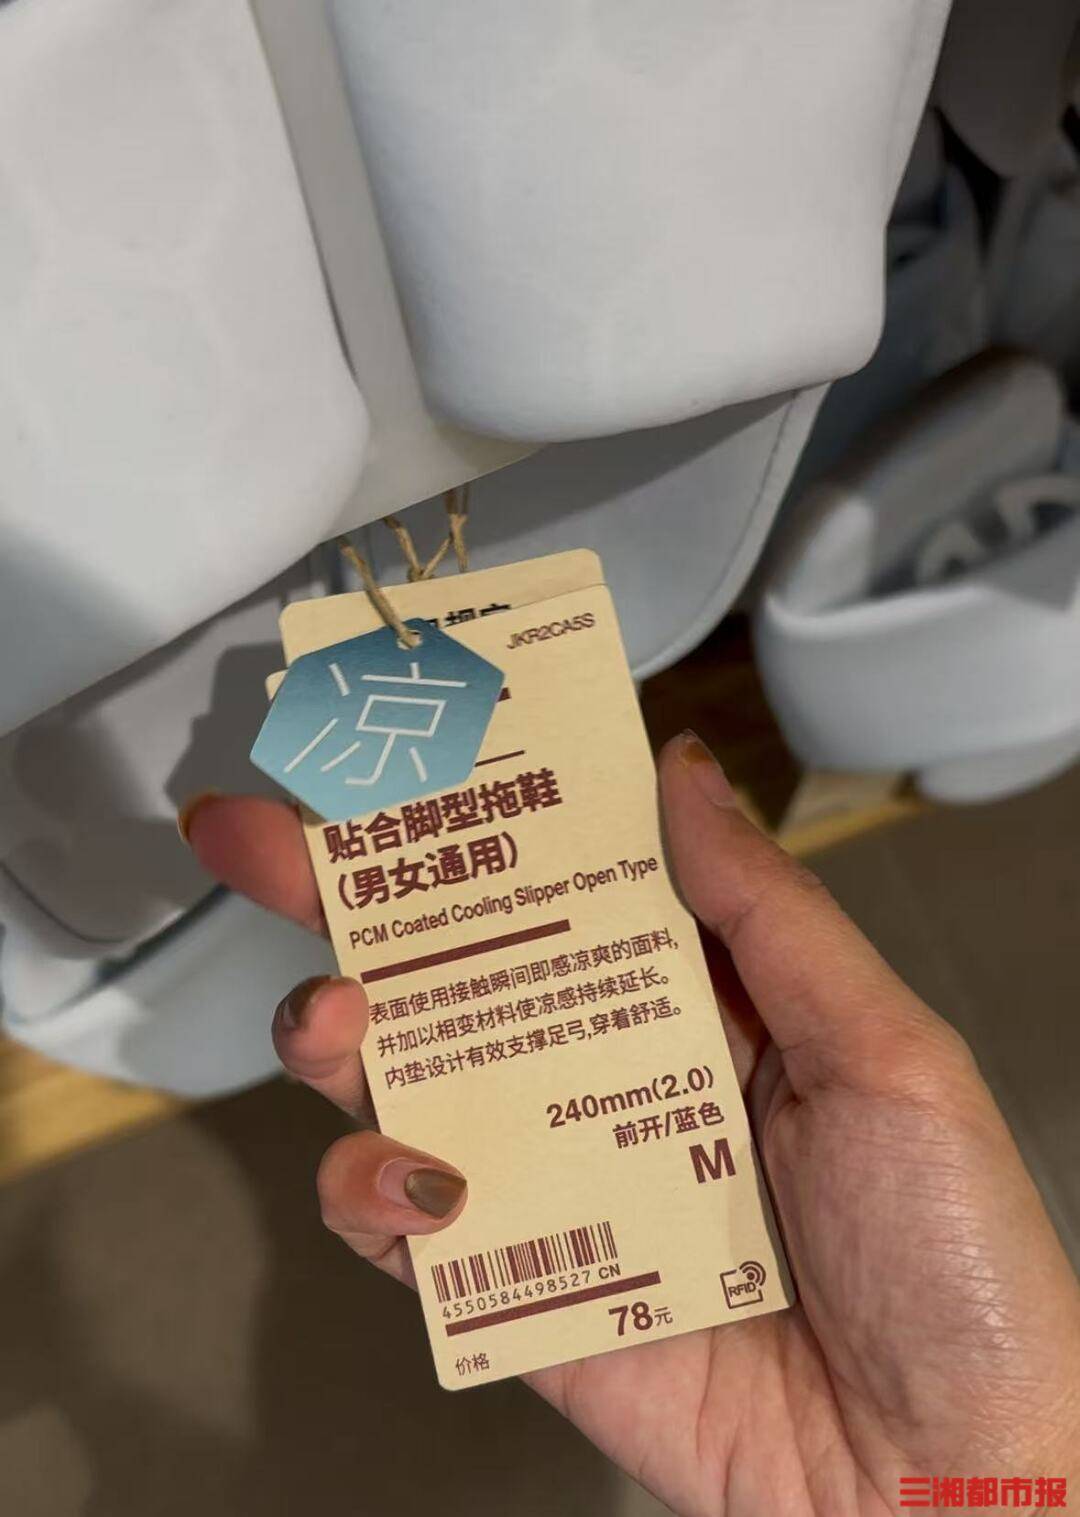 JKR2CA5S
凉
贴合脚型拖鞋
(男女通用)
PCM Coated Cooling Slipper Open Type
表面使用接触瞬间即感凉爽的面料,
并加以相变材料使凉感持续延长。
内垫设计有效支撑足弓,穿着舒适。
240mm(2.0)
前开/蓝色
M
4550584498527 CN
RFID
78元
价格
三湘都市报